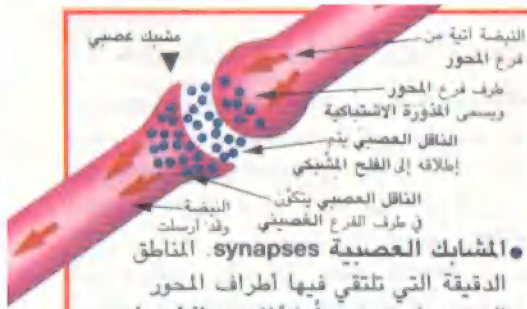 مشبك عصبي
النبضة آتية من
فرع المحور
طرف فرع المحور
ويسمى المذورة الاشتباكية
الناقل العصبي يتم
إطلاقه إلى الفلح المشبكي
الناقل العصبي يتكون
في طرف الفرع الغصيني
النبضة
وقد أرسلت
● المشابك العصبية synapses. المناطق
الدقيقة التي تلتقي فيها أطراف المحور